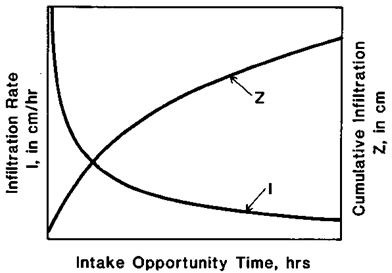 Infiltration Rate
I, in cm/hr
Z
I
Cumulative Infiltration
Z, in cm
Intake Opportunity Time, hrs